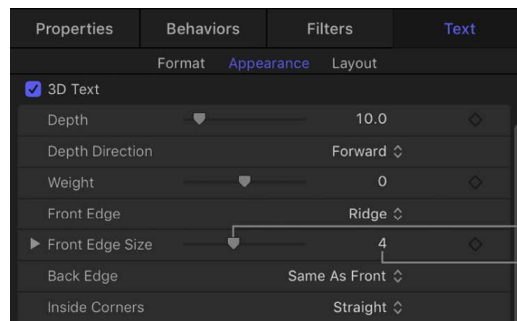 Properties Behaviors Filters Text
Format Appearance Layout
3D Text
Depth 10.0
Depth Direction Forward
Weight 0
Front Edge Ridge
Front Edge Size 4
Back Edge Same As Front
Inside Corners Straight